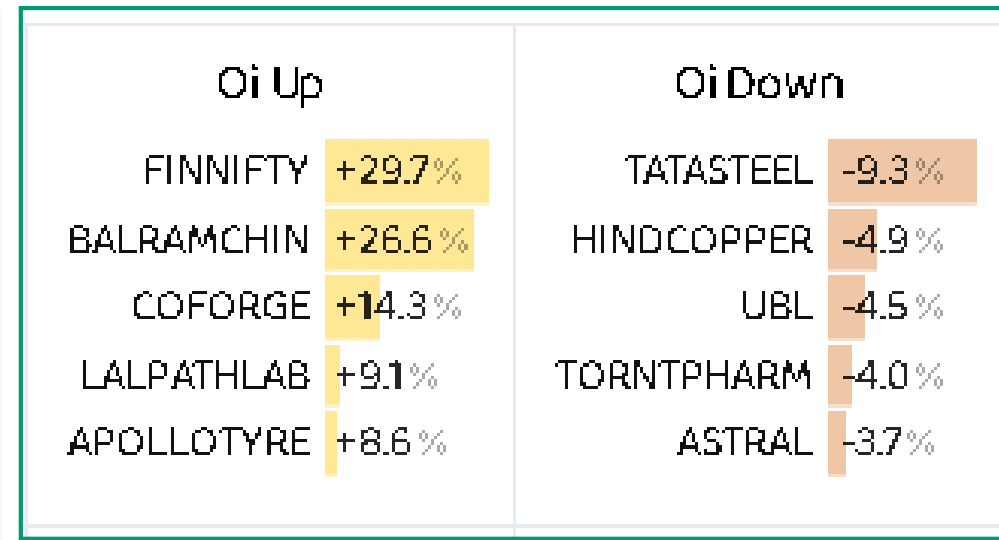 Oi Up
FINNIFTY +29.7%
BALRAMCHIN +26.6%
COFORGE +14.3%
LALPATHLAB +9.1%
APOLLOTYRE +8.6%
Oi Down
TATASTEEL -9.3%
HINDCOPPER -4.9%
UBL -4.5%
TORNTPHARM -4.0%
ASTRAL -3.7%